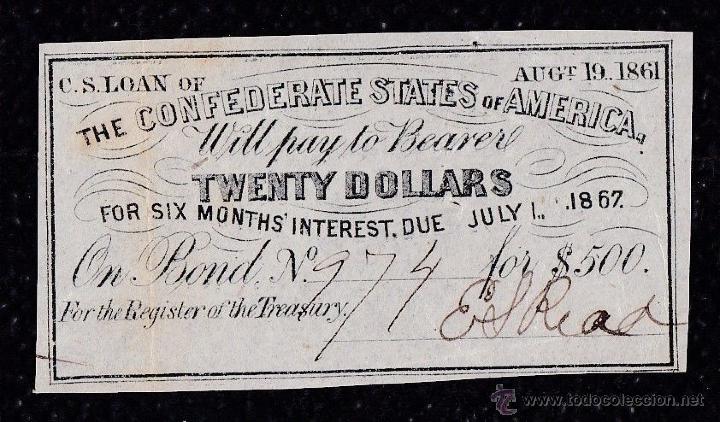 C.S. LOAN OF AUGT. 19.. 1861
THE CONFEDERATE STATES OF AMERICA.,
Will pay to Bearer
TWENTY DOLLARS
FOR SIX MONTHS' INTEREST. DUE JULY 1.. .1867.
On Bond, No. 974 for $500.
For the Register of the Treasury. E S Read
www.todocoleccion.net